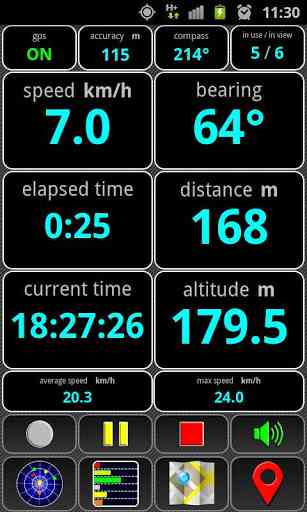 H+ 11:30
gps accuracy m compass in use / in view
ON 115 214° 5 / 6
speed km/h bearing
7.0 64°
elapsed time distance m
0:25 168
current time altitude m
18:27:26 179.5
average speed km/h max speed km/h
20.3 24.0